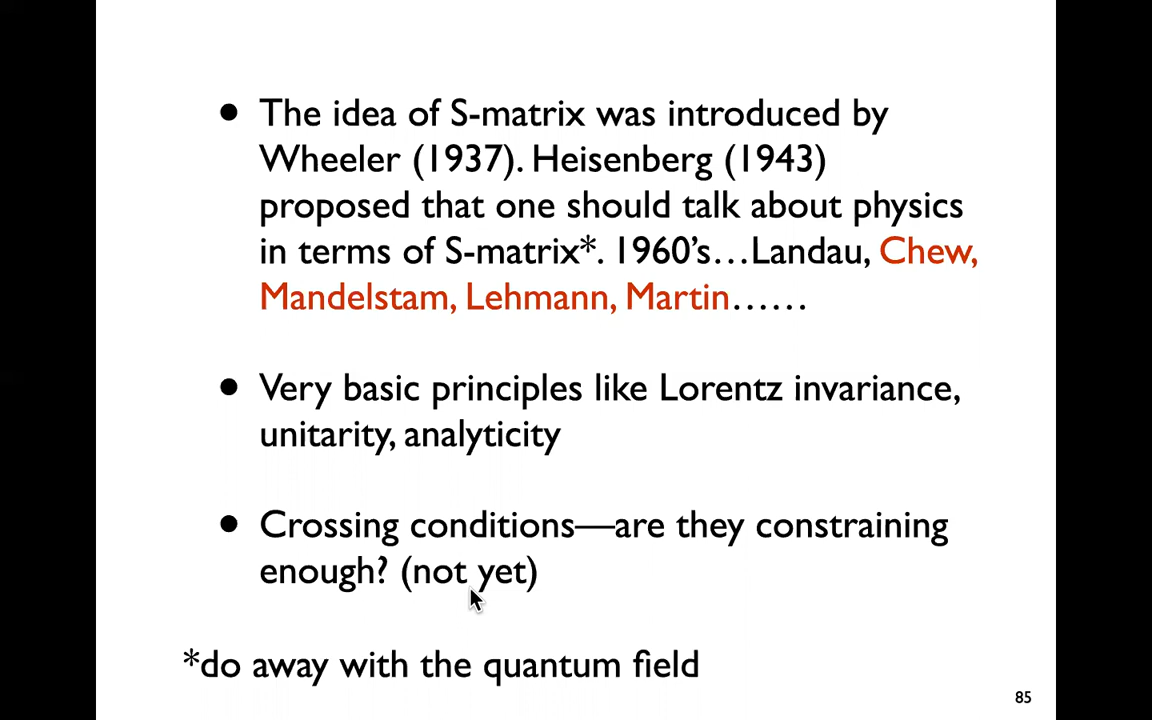 • The idea of S-matrix was introduced by
Wheeler (1937). Heisenberg (1943)
proposed that one should talk about physics
in terms of S-matrix*. 1960’s…Landau, Chew,
Mandelstam, Lehmann, Martin……
• Very basic principles like Lorentz invariance,
unitarity, analyticity
• Crossing conditions—are they constraining
enough? (not yet)
*do away with the quantum field
85